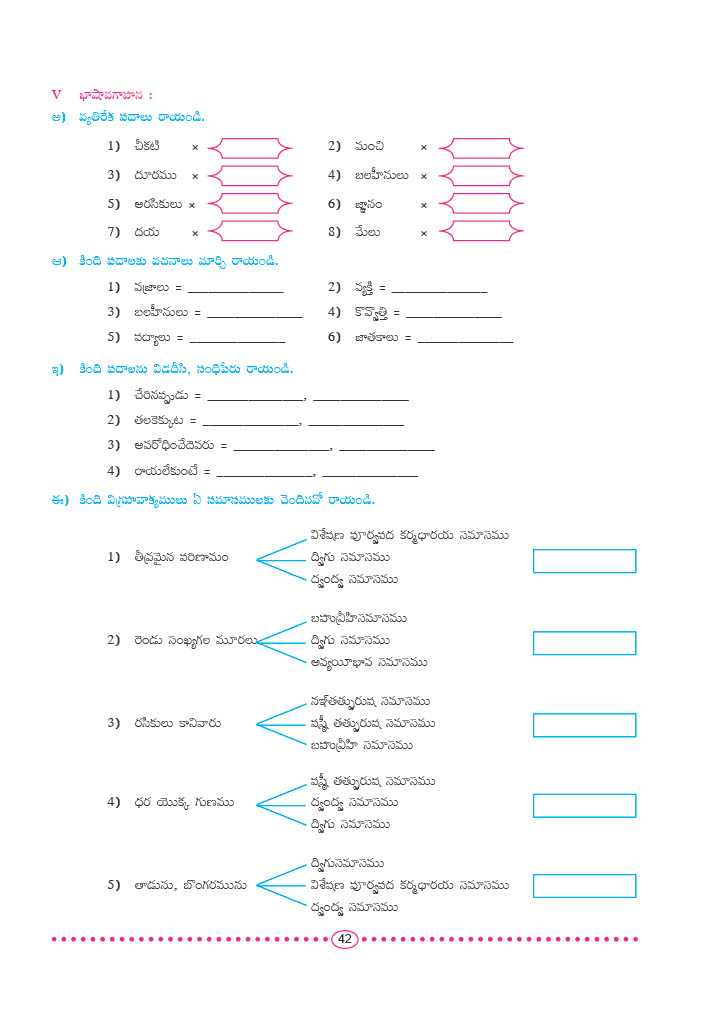 V భాషావగాహన :
అ) వ్యతిరేక పదాలు రాయండి.
1) చీకటి × 2) మంచి ×
3) దూరము × 4) బలహీనులు ×
5) అరసికులు × 6) జ్ఞానం ×
7) దయ × 8) మేలు ×
ఆ) కింది పదాలకు వచనాలు మార్చి రాయండి.
1) వజ్రాలు = ______________ 2) వ్యక్తి = ______________
3) బలహీనులు = ______________ 4) కొవ్వొత్తి = ______________
5) పద్యాలు = ______________ 6) జాతకాలు = ______________
ఇ) కింది పదాలను విడదీసి, సంధిపేరు రాయండి.
1) చేరినప్పుడు = ______________, ______________
2) తలకెక్కుట = ______________, ______________
3) అవరోధించేదెవరు = ______________, ______________
4) రాయలేకుంటే = ______________, ______________
ఈ) కింది విగ్రహవాక్యములు ఏ సమాసములకు చెందినవో రాయండి.
విశేషణ పూర్వపద కర్మధారయ సమాసము
1) తీవ్రమైన పరిణామం ద్విగు సమాసము
ద్వంద్వ సమాసము
బహువ్రీహిసమాసము
2) రెండు సంఖ్యగల మూరలు ద్విగు సమాసము
అవ్యయీభావ సమాసము
నఞ్‌తత్పురుష సమాసము
3) రసికులు కానివారు షష్ఠీ తత్పురుష సమాసము
బహువ్రీహి సమాసము
షష్ఠీ తత్పురుష సమాసము
4) ధర యొక్క గుణము ద్వంద్వ సమాసము
ద్విగు సమాసము
ద్విగుసమాసము
5) తాడును, బొంగరమును విశేషణ పూర్వపద కర్మధారయ సమాసము
ద్వంద్వ సమాసము
42